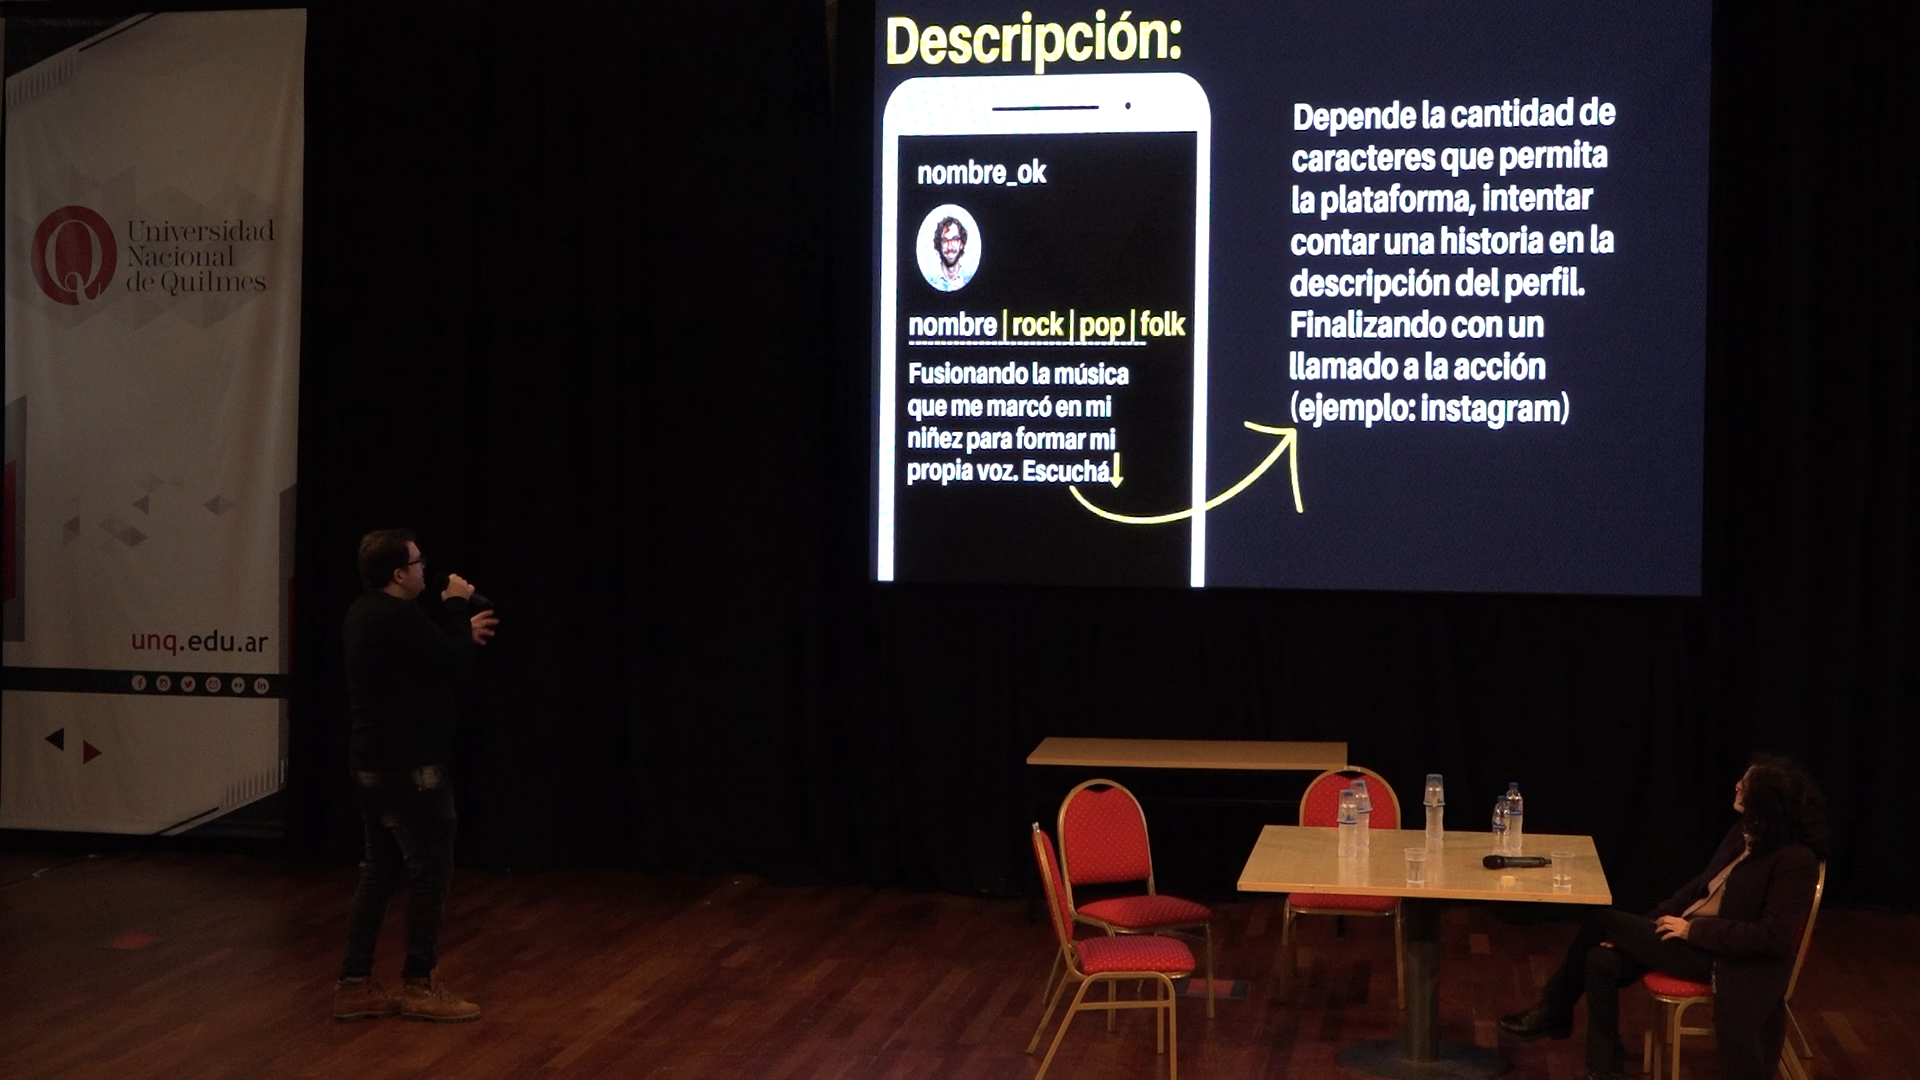 Universidad
Nacional
de Quilmes
unq.edu.ar
Descripción:
nombre_ok
nombre | rock | pop | folk
Fusionando la música
que me marcó en mi
niñez para formar mi
propia voz. Escuchá
Depende la cantidad de
caracteres que permita
la plataforma, intentar
contar una historia en la
descripción del perfil.
Finalizando con un
llamado a la acción
(ejemplo: instagram)